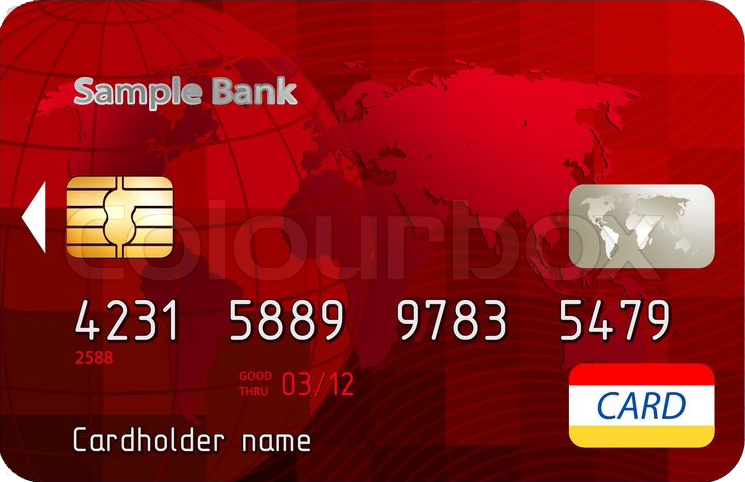 Sample Bank
colourbox
4231 5889 9783 5479
2588
GOOD
THRU 03/12
CARD
Cardholder name